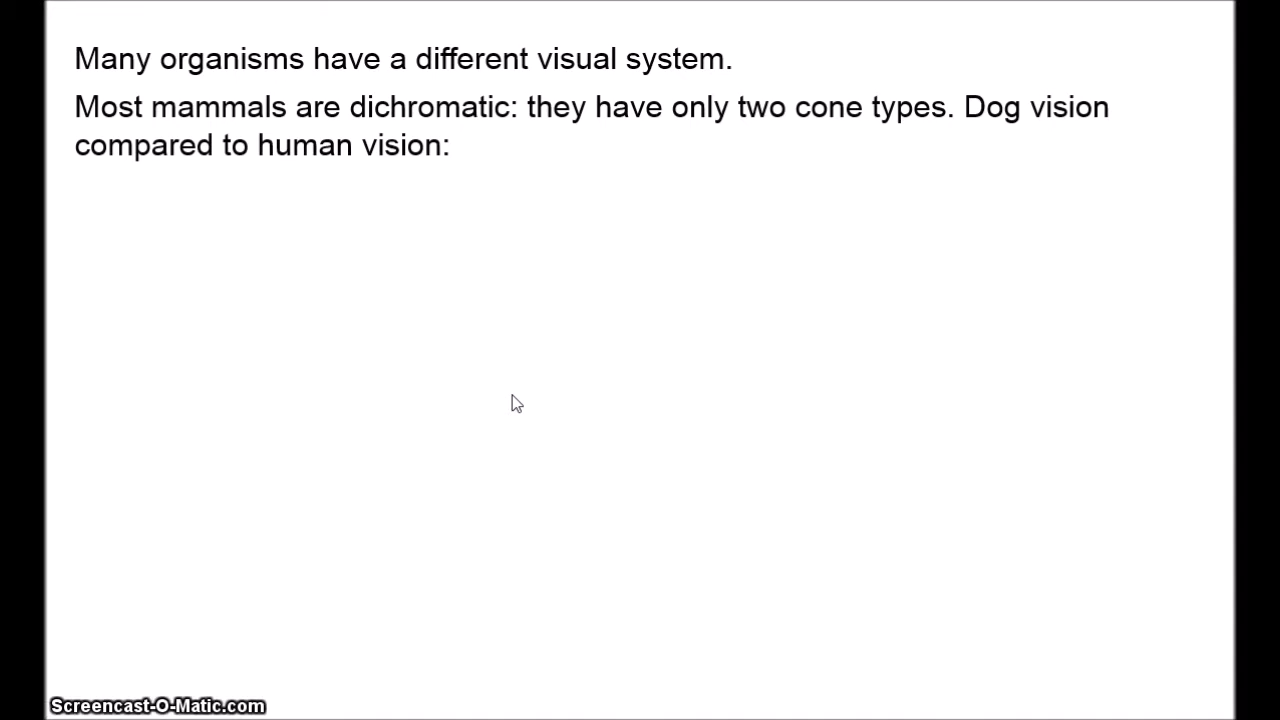 Many organisms have a different visual system.
Most mammals are dichromatic: they have only two cone types. Dog vision
compared to human vision:
Screencast-O-Matic.com